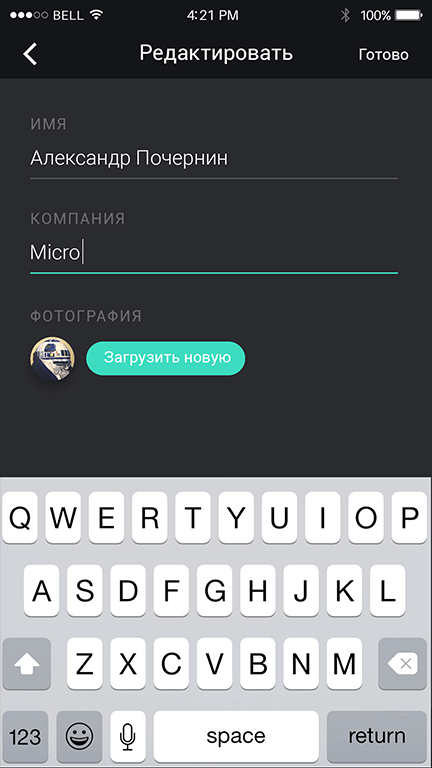 BELL 4:21 PM 100%
Редактировать Готово
ИМЯ
Александр Почернин
КОМПАНИЯ
Micro
ФОТОГРАФИЯ
Загрузить новую
Q W E R T Y U I O P
A S D F G H J K L
Z X C V B N M
123 space return